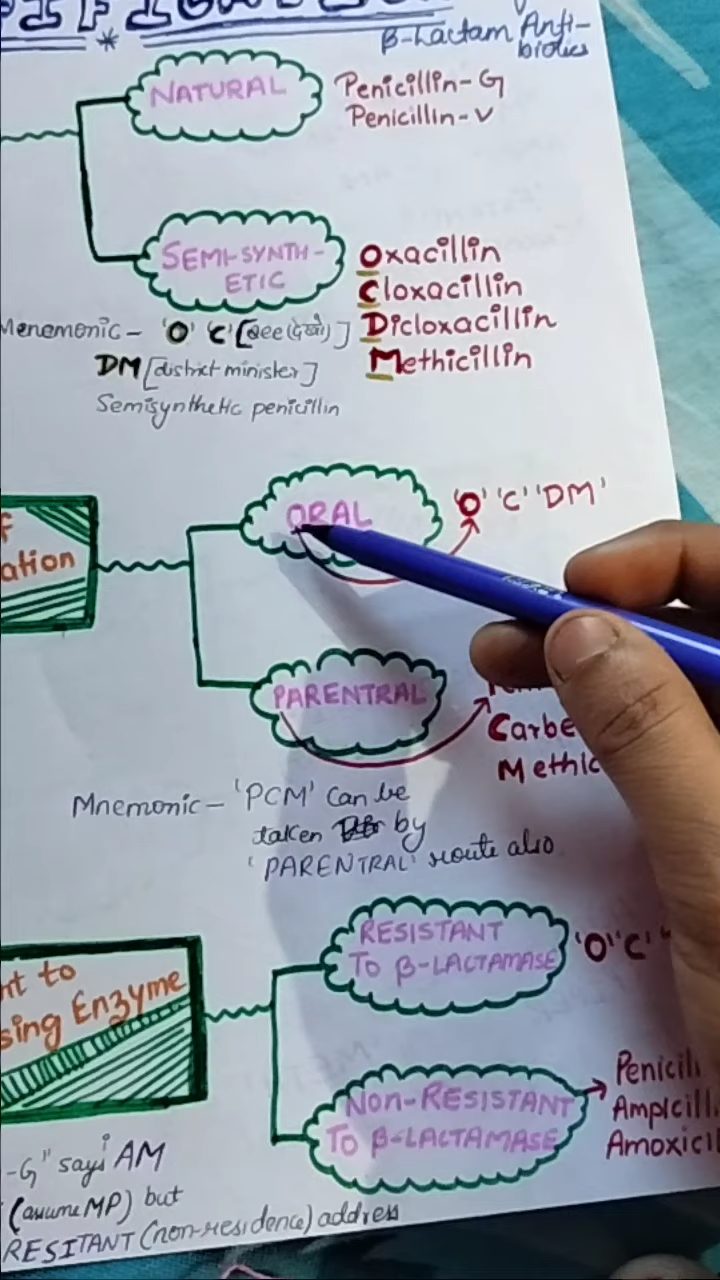 β-Lactam Anti-
biotics
NATURAL
Penicillin-G
Penicillin-V
SEMI-SYNTH-
ETIC
Oxacillin
Cloxacillin
Dicloxacillin
Methicillin
Menemonic - 'O' 'C' [See (देखो)]
DM [district minister]
Semisynthetic penicillin
ation
ORAL
'O' 'C' 'DM'
PARENTRAL
Carbe
Methic
Mnemonic - 'PCM' can be
taken by
'PARENTRAL' route also
nt to
sing Enzyme
RESISTANT
TO β-LACTAMASE
'O' 'C' '
NON-RESISTANT
TO β-LACTAMASE
Penicil
Ampicill
Amoxicil
-G" says AM
(assume MP) but
RESITANT (non-residence) address